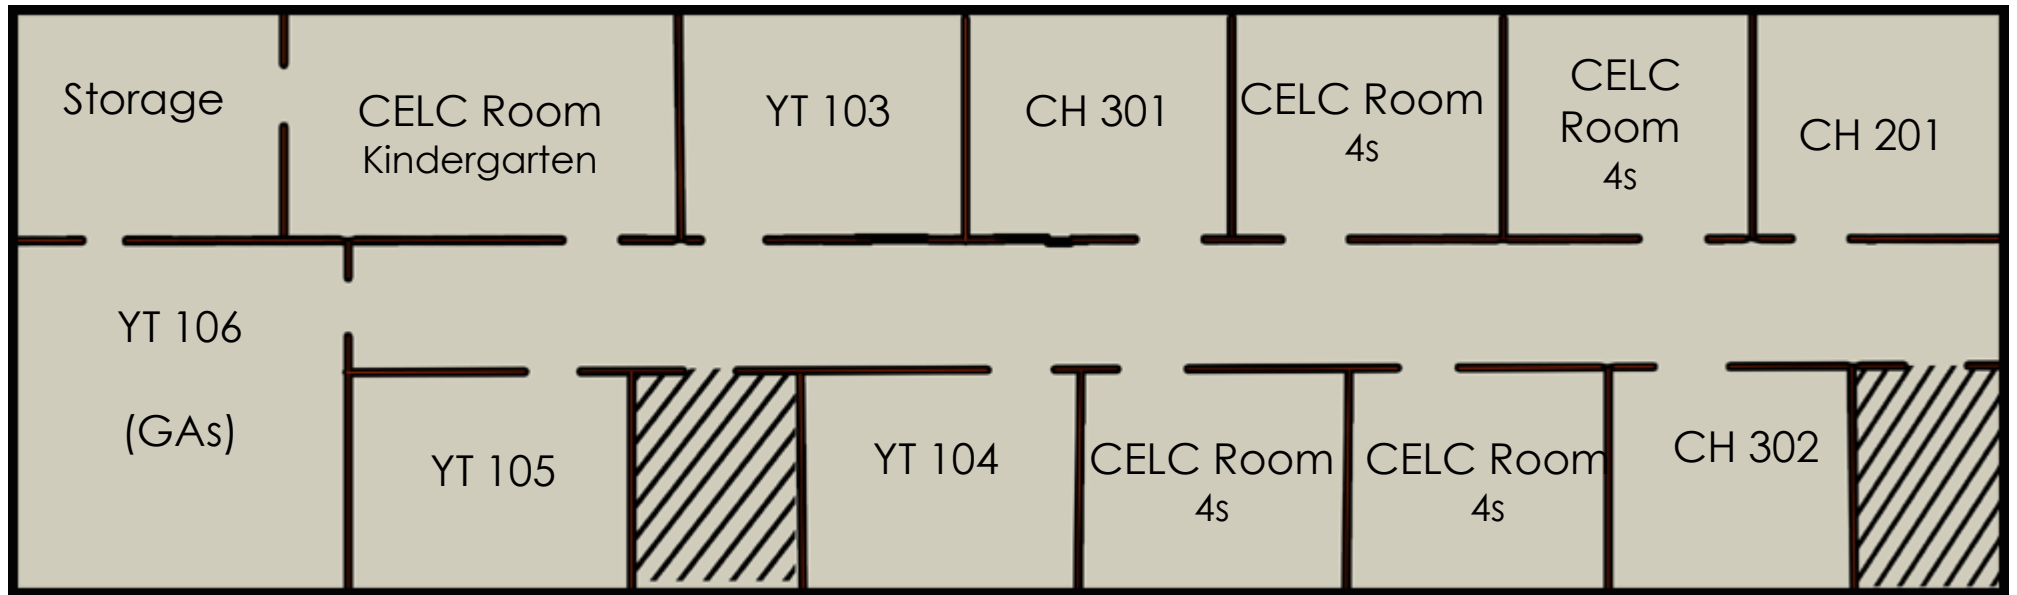 Storage
CELC Room
Kindergarten
YT 103
CH 301
CELC Room
4s
CELC
Room
4s
CH 201
YT 106
(GAs)
YT 105
YT 104
CELC Room
4s
CELC Room
4s
CH 302